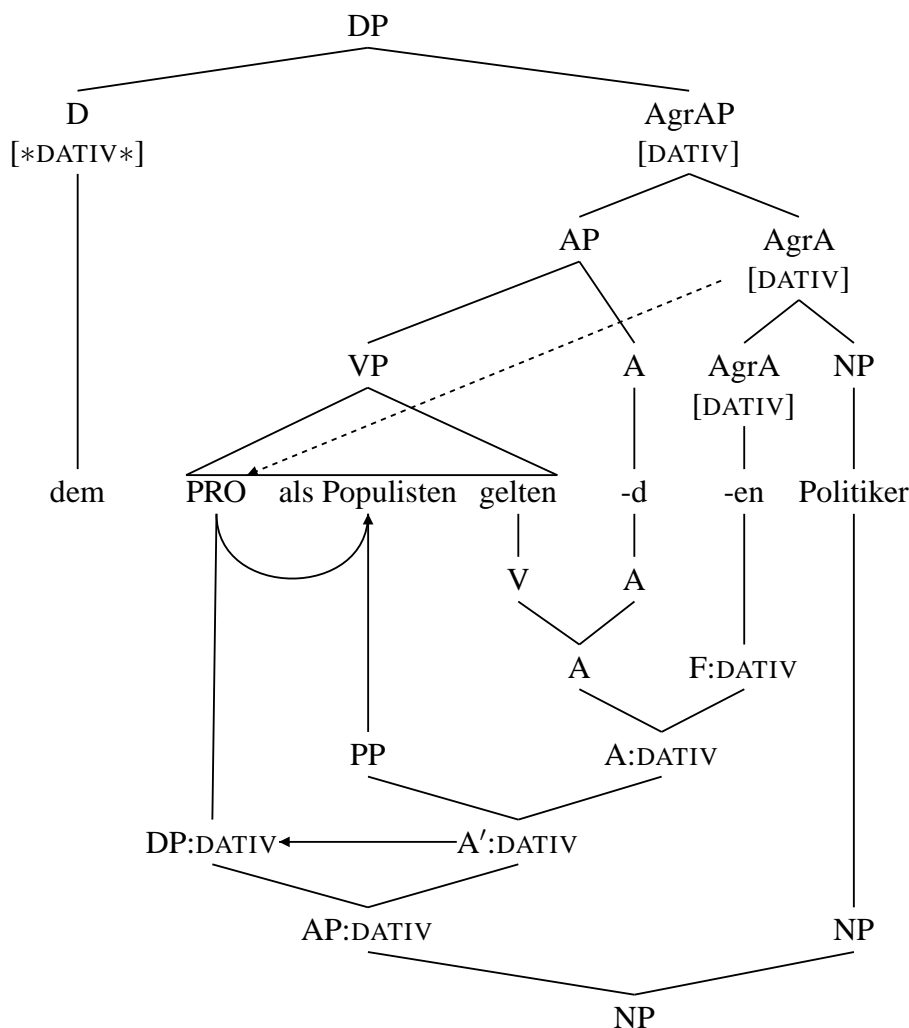 DP
D AgrAP
[∗DATIV∗] [DATIV]
AP AgrA
[DATIV]
VP A AgrA NP
[DATIV]
dem PRO als Populisten gelten -d -en Politiker
V A
A F:DATIV
PP A:DATIV
DP:DATIV A′:DATIV
AP:DATIV NP
NP